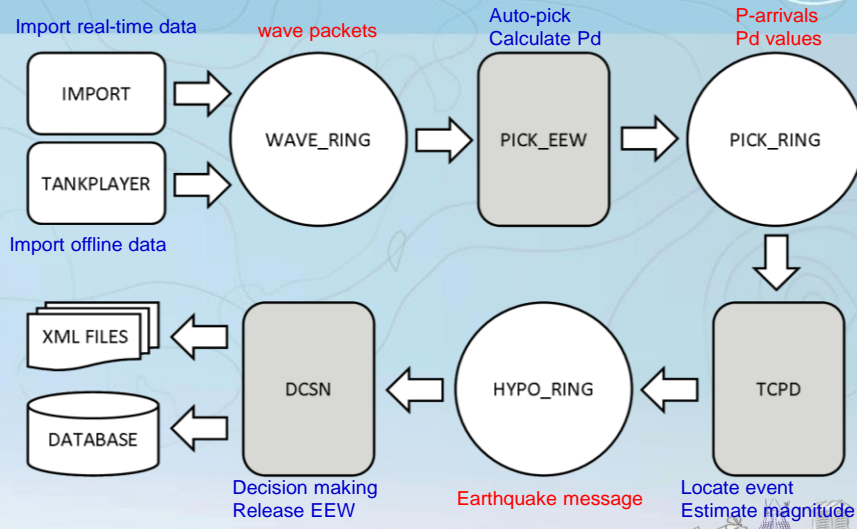 Import real-time data
wave packets
Auto-pick
Calculate Pd
P-arrivals
Pd values
IMPORT
TANKPLAYER
WAVE_RING
PICK_EEW
PICK_RING
Import offline data
XML FILES
DATABASE
DCSN
HYPO_RING
TCPD
Decision making
Release EEW
Earthquake message
Locate event
Estimate magnitude